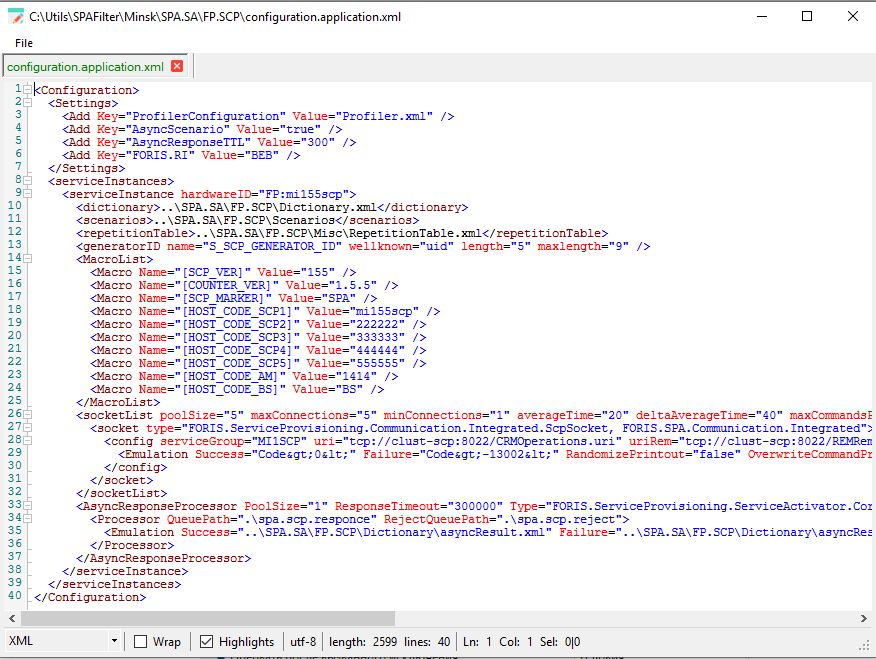 C:\Utils\SPAFilter\Minsk\SPA.SA\FP.SCP\configuration.application.xml
File
configuration.application.xml
1 <Configuration>
2 <Settings>
3 <Add Key="ProfilerConfiguration" Value="Profiler.xml" />
4 <Add Key="AsyncScenario" Value="true" />
5 <Add Key="AsyncResponseTTL" Value="300" />
6 <Add Key="FORIS.RI" Value="BEB" />
7 </Settings>
8 <serviceInstances>
9 <serviceInstance hardwareID="FP:mi155scp">
10 <dictionary>..\SPA.SA\FP.SCP\Dictionary.xml</dictionary>
11 <scenarios>..\SPA.SA\FP.SCP\Scenarios</scenarios>
12 <repetitionTable>..\SPA.SA\FP.SCP\Misc\RepetitionTable.xml</repetitionTable>
13 <generatorID name="S_SCP_GENERATOR_ID" wellknown="uid" length="5" maxlength="9" />
14 <MacroList>
15 <Macro Name="[SCP_VER]" Value="155" />
16 <Macro Name="[COUNTER_VER]" Value="1.5.5" />
17 <Macro Name="[SCP_MARKER]" Value="SPA" />
18 <Macro Name="[HOST_CODE_SCP1]" Value="mi155scp" />
19 <Macro Name="[HOST_CODE_SCP2]" Value="222222" />
20 <Macro Name="[HOST_CODE_SCP3]" Value="333333" />
21 <Macro Name="[HOST_CODE_SCP4]" Value="444444" />
22 <Macro Name="[HOST_CODE_SCP5]" Value="555555" />
23 <Macro Name="[HOST_CODE_AM]" Value="1414" />
24 <Macro Name="[HOST_CODE_BS]" Value="BS" />
25 </MacroList>
26 <socketList poolSize="5" maxConnections="5" minConnections="1" averageTime="20" deltaAverageTime="40" maxCommandsP
27 <socket type="FORIS.ServiceProvisioning.Communication.Integrated.ScpSocket, FORIS.SPA.Communication.Integrated">
28 <config serviceGroup="MI1SCP" uri="tcp://clust-scp:8022/CRMOperations.uri" uriRem="tcp://clust-scp:8022/REMRem
29 <Emulation Success="Code&gt;0&lt;" Failure="Code&gt;-13002&lt;" RandomizePrintout="false" OverwriteCommandPr
30 </config>
31 </socket>
32 </socketList>
33 <AsyncResponseProcessor PoolSize="1" ResponseTimeout="300000" Type="FORIS.ServiceProvisioning.ServiceActivator.Cor
34 <Processor QueuePath=".\spa.scp.responce" RejectQueuePath=".\spa.scp.reject">
35 <Emulation Success="..\SPA.SA\FP.SCP\Dictionary\asyncResult.xml" Failure="..\SPA.SA\FP.SCP\Dictionary\asyncRes
36 </Processor>
37 </AsyncResponseProcessor>
38 </serviceInstance>
39 </serviceInstances>
40 </Configuration>
XML Wrap Highlights utf-8 length: 2599 lines: 40 Ln: 1 Col: 1 Sel: 0|0